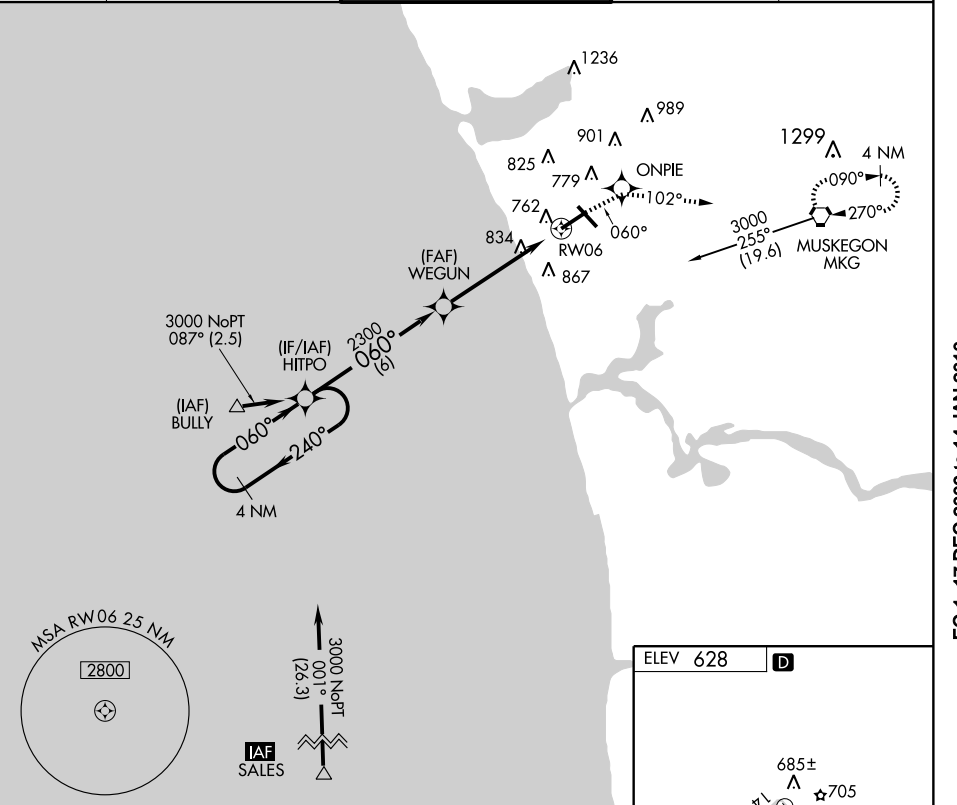 1236
989
901
1299
4 NM
825
ONPIE
779
090°
102°
762
270°
3000
255°
(19.6)
060°
834
RW06
MUSKEGON
MKG
(FAF)
WEGUN
867
3000 NoPT
087° (2.5)
2300
060°
(6)
(IF/IAF)
HITPO
(IAF)
BULLY
060°
240°
4 NM
MSA RW06 25 NM
2800
3000 NoPT
001°
(26.3)
IAF
SALES
ELEV 628
D
685±
705